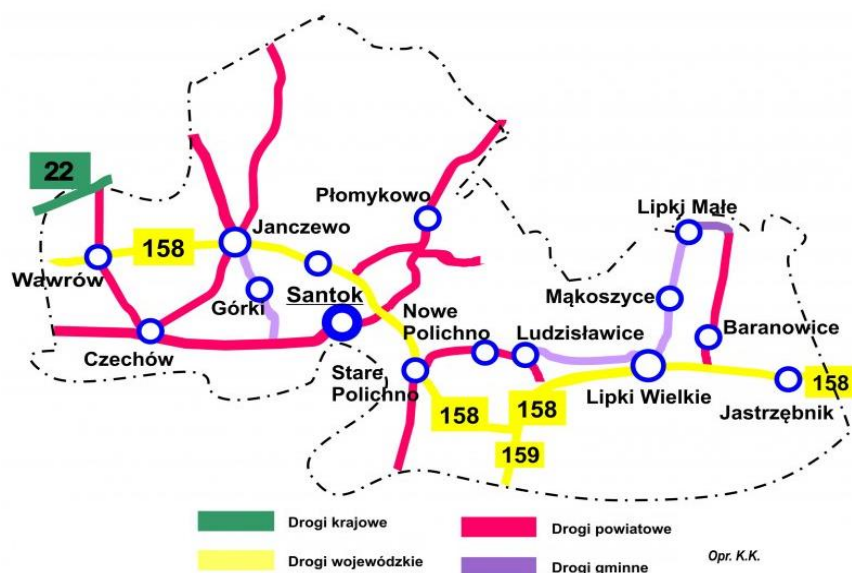 22
Płomykowo
Lipkj Małe
Janczewo
158
Wawrów
Santok
Górki
Nowe
Polichno
Mąkoszyce
Ludzisławice
Baranowice
Czechów
Stare
Polichno
Lipki Wielkie
158
Jastrzębnik
158
158
159
Drogi krajowe
Drogi powiatowe
Drogi wojewódzkie
Drogi gminne
Opr. K.K.